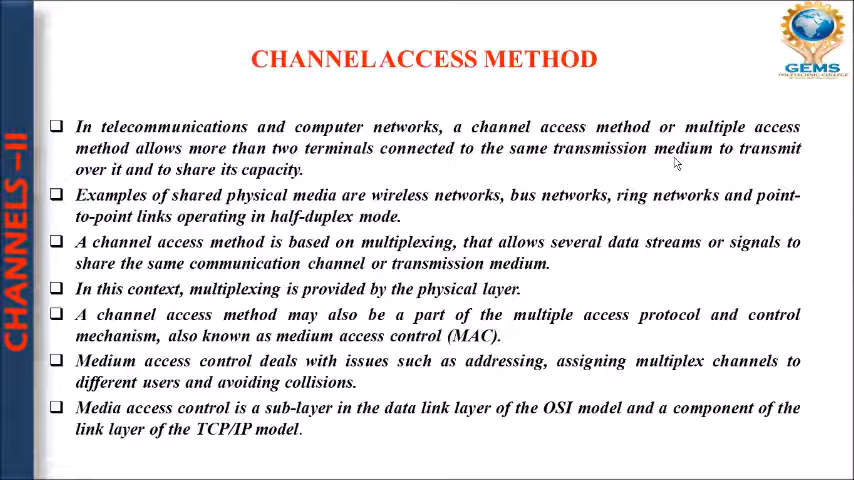 CHANNEL ACCESS METHOD
GEMS
POLYTECHNIC COLLEGE
CHANNELS –II
❑ In telecommunications and computer networks, a channel access method or multiple access
method allows more than two terminals connected to the same transmission medium to transmit
over it and to share its capacity.
❑ Examples of shared physical media are wireless networks, bus networks, ring networks and point-
to-point links operating in half-duplex mode.
❑ A channel access method is based on multiplexing, that allows several data streams or signals to
share the same communication channel or transmission medium.
❑ In this context, multiplexing is provided by the physical layer.
❑ A channel access method may also be a part of the multiple access protocol and control
mechanism, also known as medium access control (MAC).
❑ Medium access control deals with issues such as addressing, assigning multiplex channels to
different users and avoiding collisions.
❑ Media access control is a sub-layer in the data link layer of the OSI model and a component of the
link layer of the TCP/IP model.